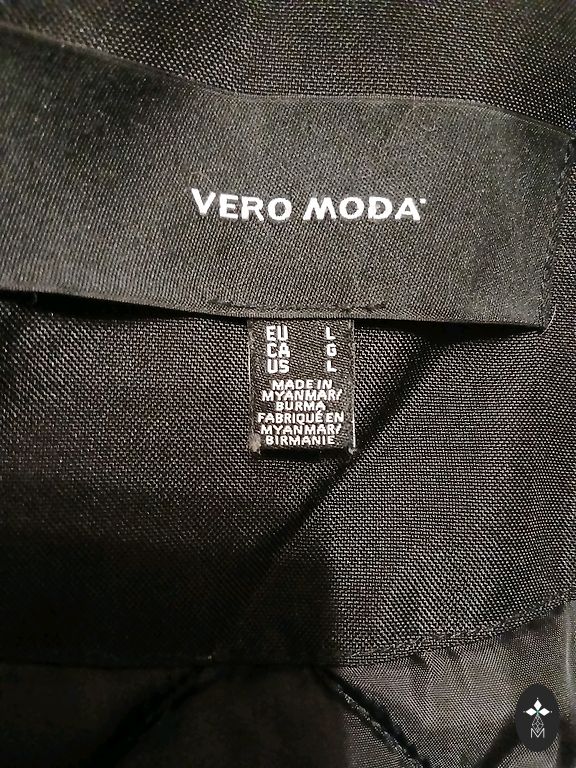 VERO MODA
EU L
CA G
US L
MADE IN
MYANMAR/
BURMA
FABRIQUÉ EN
MYANMAR/
BIRMANIE
M